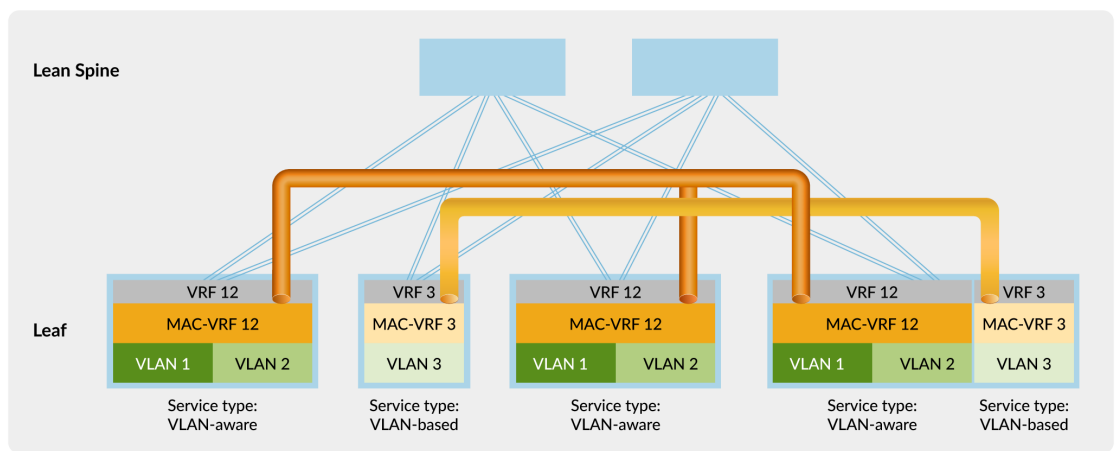 Lean Spine
VRF 12
VRF 3
VRF 12
VRF 12
VRF 3
Leaf
MAC-VRF 12
MAC-VRF 3
MAC-VRF 12
MAC-VRF 12
MAC-VRF 3
VLAN 1
VLAN 2
VLAN 3
VLAN 1
VLAN 2
VLAN 1
VLAN 2
VLAN 3
Service type:
VLAN-aware
Service type:
VLAN-based
Service type:
VLAN-aware
Service type:
VLAN-aware
Service type:
VLAN-based